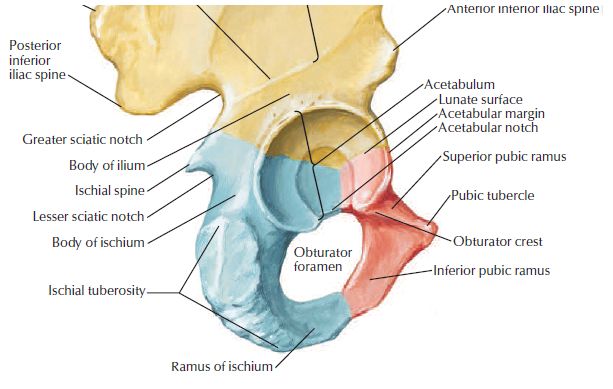 Anterior inferior iliac spine
Posterior
inferior
iliac spine
Acetabulum
Lunate surface
Acetabular margin
Acetabular notch
Greater sciatic notch
Superior pubic ramus
Body of ilium
Ischial spine
Pubic tubercle
Lesser sciatic notch
Body of ischium
Obturator crest
Obturator
foramen
Inferior pubic ramus
Ischial tuberosity
Ramus of ischium